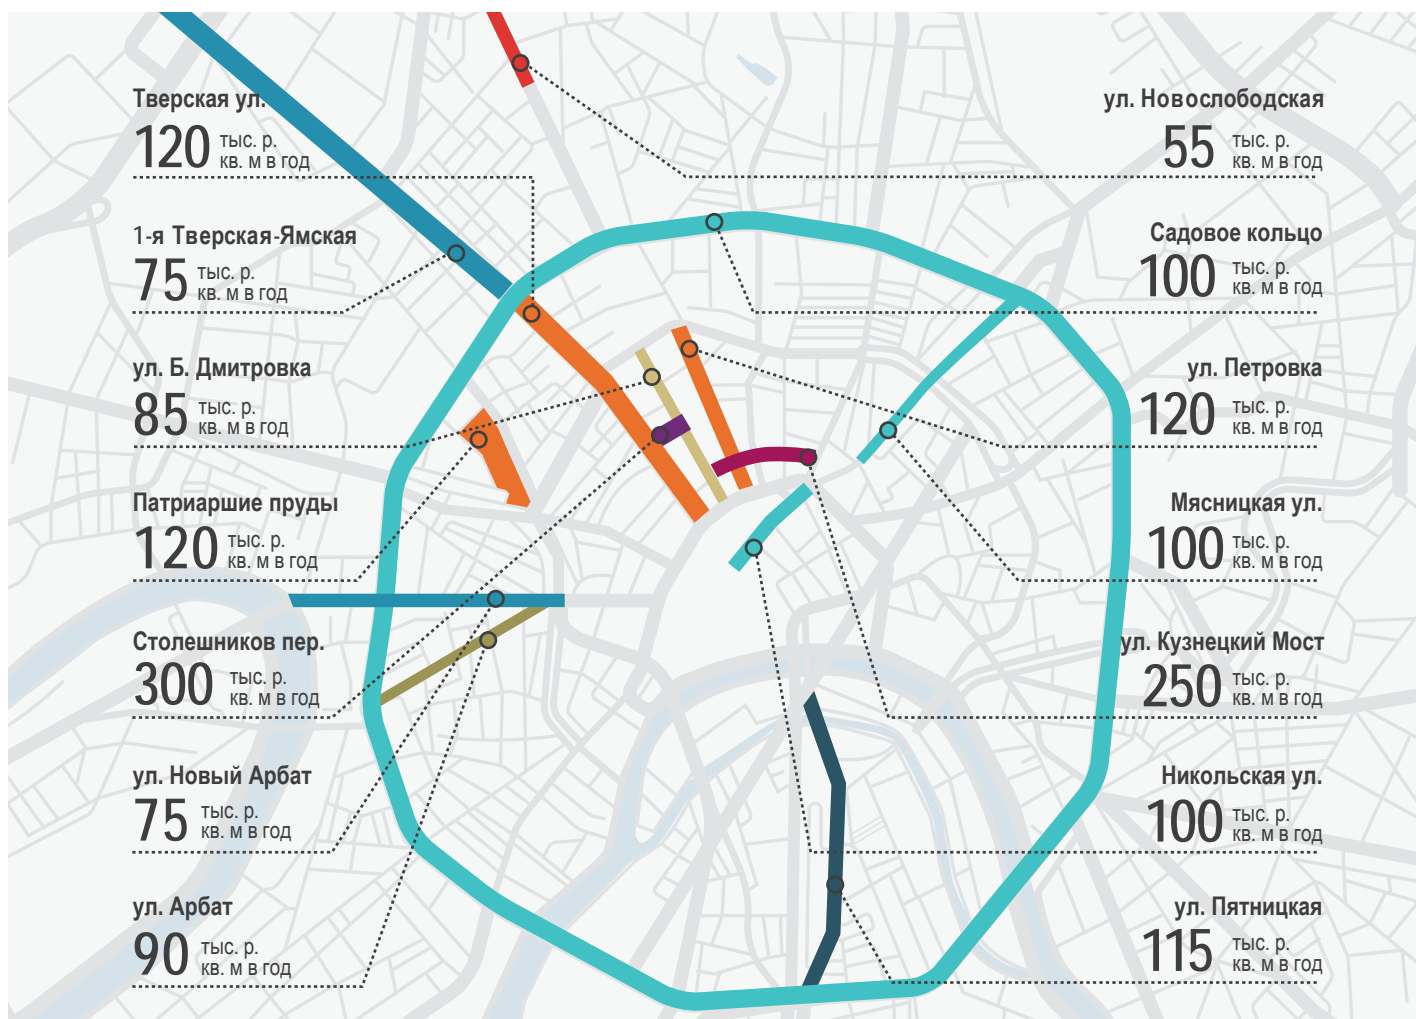 Тверская ул.
120 тыс. р.
кв. м в год
1-я Тверская-Ямская
75 тыс. р.
кв. м в год
ул. Б. Дмитровка
85 тыс. р.
кв. м в год
Патриаршие пруды
120 тыс. р.
кв. м в год
Столешников пер.
300 тыс. р.
кв. м в год
ул. Новый Арбат
75 тыс. р.
кв. м в год
ул. Арбат
90 тыс. р.
кв. м в год
ул. Новослободская
55 тыс. р.
кв. м в год
Садовое кольцо
100 тыс. р.
кв. м в год
ул. Петровка
120 тыс. р.
кв. м в год
Мясницкая ул.
100 тыс. р.
кв. м в год
ул. Кузнецкий Мост
250 тыс. р.
кв. м в год
Никольская ул.
100 тыс. р.
кв. м в год
ул. Пятницкая
115 тыс. р.
кв. м в год